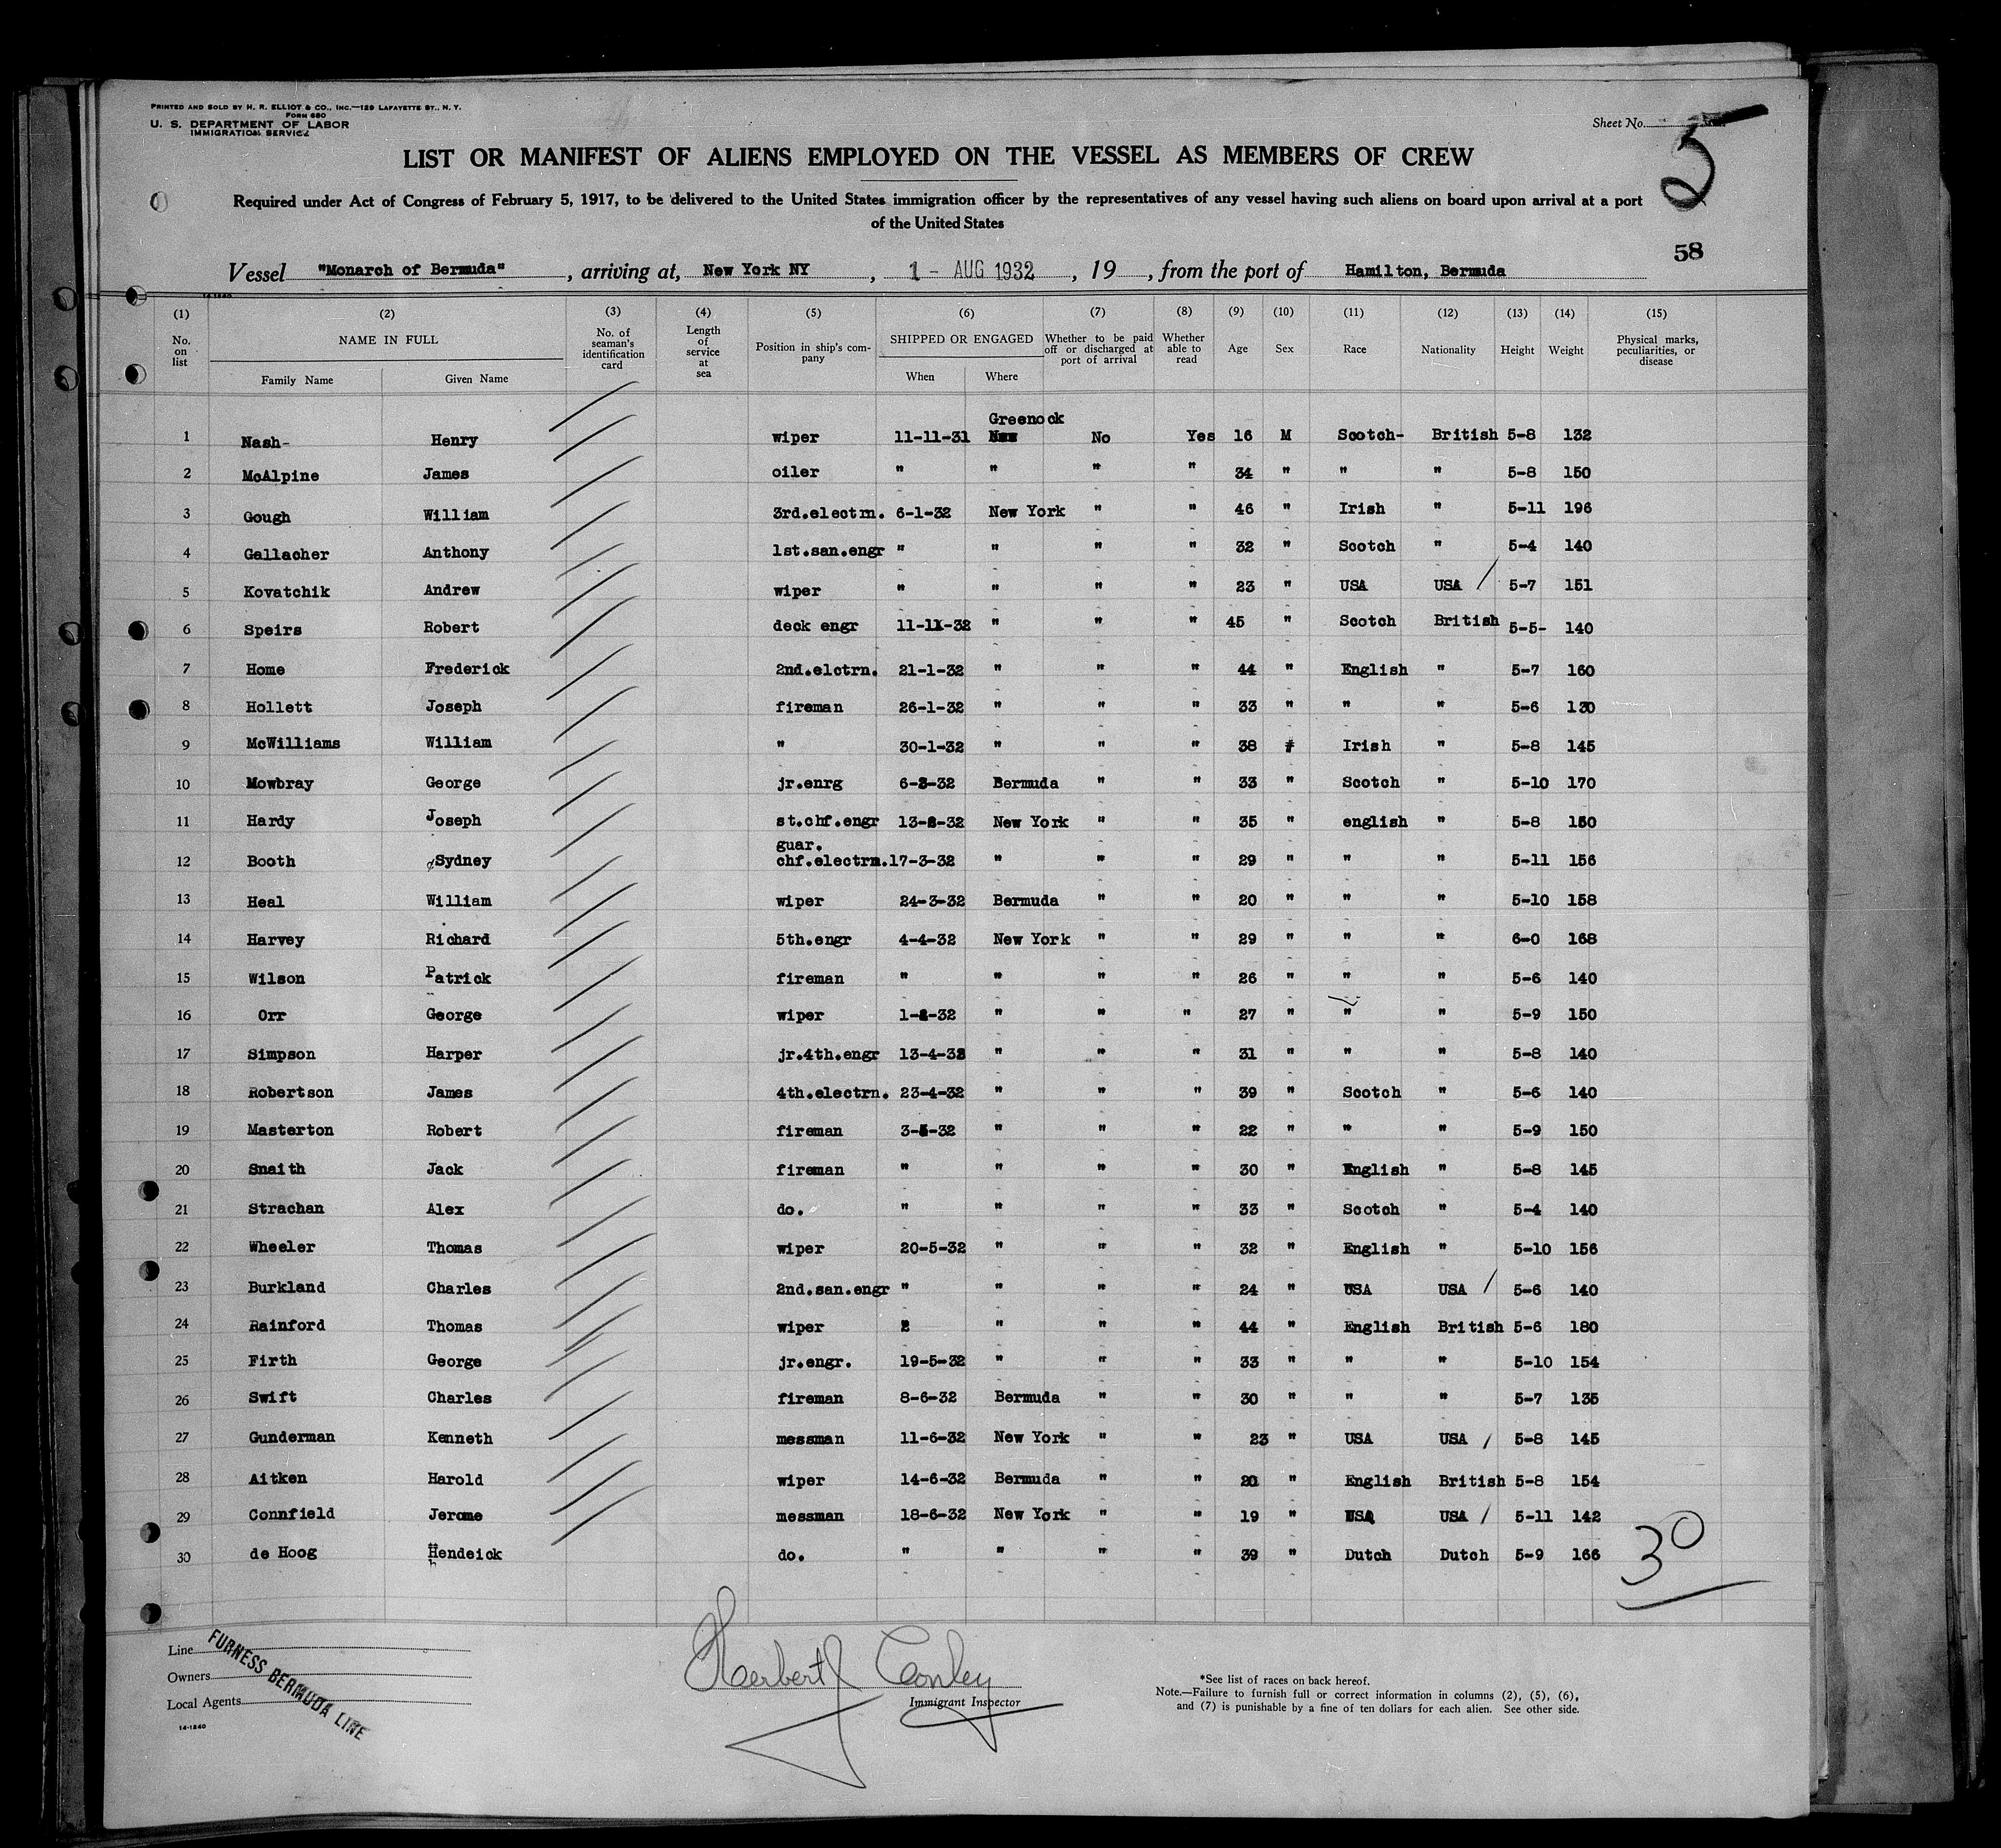 PRINTED AND SOLD BY H. R. ELLIOT & CO., INC.—129 LAFAYETTE ST., N. Y.
FORM 680
U. S. DEPARTMENT OF LABOR
IMMIGRATION SERVICE
Sheet No.
5
LIST OR MANIFEST OF ALIENS EMPLOYED ON THE VESSEL AS MEMBERS OF CREW
Required under Act of Congress of February 5, 1917, to be delivered to the United States immigration officer by the representatives of any vessel having such aliens on board upon arrival at a port
of the United States
58
Vessel "Monarch of Bermuda", arriving at, New York NY, 1 - AUG 1932, 19, from the port of Hamilton, Bermuda
14-1240
(1) (2) (3) (4) (5) (6) (7) (8) (9) (10) (11) (12) (13) (14) (15)
No. on list NAME IN FULL Family Name Given Name No. of seaman's identification card Length of service at sea Position in ship's company SHIPPED OR ENGAGED When Where Whether to be paid off or discharged at port of arrival Whether able to read Age Sex Race Nationality Height Weight Physical marks, peculiarities, or disease
Greenock
1 Nash- Henry wiper 11-11-31 New No Yes 16 M Scotch- British 5-8 132
2 McAlpine James oiler " " " " 34 " " " 5-8 150
3 Gough William 3rd.electrn. 6-1-32 New York " " 46 " Irish " 5-11 196
4 Gallacher Anthony 1st.san.engr " " " " 32 " Scotch " 5-4 140
5 Kovatchik Andrew wiper " " " " 23 " USA USA / 5-7 151
6 Speirs Robert deck engr 11-11-32 " " " 45 " Scotch British 5-5- 140
7 Home Frederick 2nd.elctrn. 21-1-32 " " " 44 " English " 5-7 160
8 Hollett Joseph fireman 26-1-32 " " " 33 " " " 5-6 130
9 McWilliams William " 30-1-32 " " " 38 " Irish " 5-8 145
10 Mowbray George jr.enrg 6-3-32 Bermuda " " 33 " Scotch " 5-10 170
11 Hardy Joseph st.chf.engr 13-2-32 New York " " 35 " english " 5-8 150
guar.
12 Booth Sydney chf.electrn. 17-3-32 " " " 29 " " " 5-11 156
13 Heal William wiper 24-3-32 Bermuda " " 20 " " " 5-10 158
14 Harvey Richard 5th.engr 4-4-32 New York " " 29 " " " 6-0 168
15 Wilson Patrick fireman " " " " 26 " " " 5-6 140
16 Orr George wiper " " " 27 " " " 5-9 150
17 Simpson Harper jr.4th.engr 13-4-32 " " " 31 " " " 5-8 140
18 Robertson James 4th.electrn. 23-4-32 " " " 39 " Scotch " 5-6 140
19 Masterton Robert fireman 3-5-32 " " " 22 " " " 5-9 150
20 Snaith Jack fireman " " " " 30 " English " 5-8 145
21 Strachan Alex do. " " " " 33 " Scotch " 5-4 140
22 Wheeler Thomas wiper 20-5-32 " " " 32 " English " 5-10 156
23 Burkland Charles 2nd.san.engr " " " " 24 " USA USA / 5-6 140
24 Rainford Thomas wiper 2 " " " 44 " English British 5-6 180
25 Firth George jr.engr. 19-5-32 " " " 33 " " " 5-10 154
26 Swift Charles fireman 8-6-32 Bermuda " " 30 " " " 5-7 135
27 Gunderman Kenneth messman 11-6-32 New York " " 23 " USA USA / 5-8 145
28 Aitken Harold wiper 14-6-32 Bermuda " " 20 " English British 5-8 154
29 Connfield Jerome messman 18-6-32 New York " " 19 " USA USA / 5-11 142
30 de Hoog Hendeick do. " " " " 39 " Dutch Dutch 5-9 166
30
Line
Owners
Local Agents
FURNESS BERMUDA LINE
14-1240
Herbert J Conley
Immigrant Inspector
*See list of races on back hereof.
Note.—Failure to furnish full or correct information in columns (2), (5), (6),
and (7) is punishable by a fine of ten dollars for each alien. See other side.